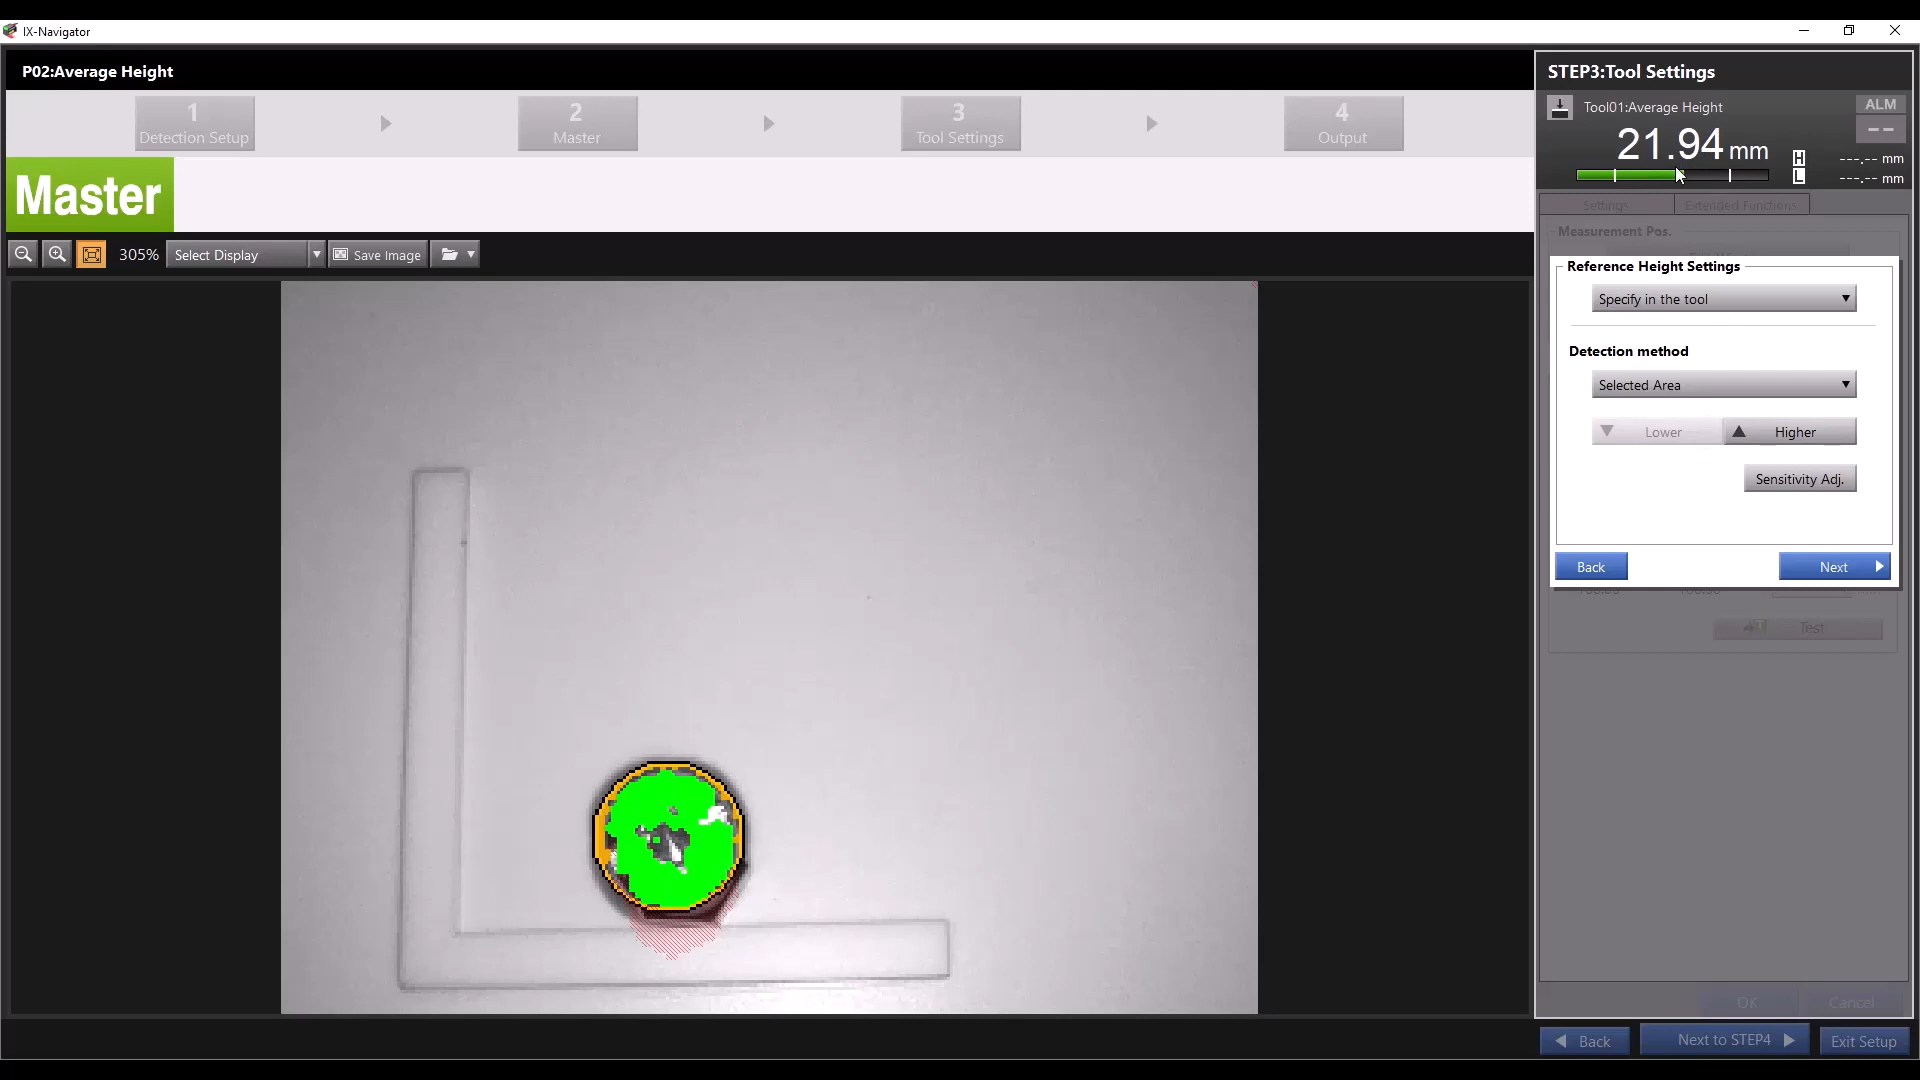 IX-Navigator
P02:Average Height
1
Detection Setup
2
Master
3
Tool Settings
4
Output
Master
305%
Select Display
Save Image
STEP3:Tool Settings
Tool01:Average Height
ALM
--
21.94 mm
H ---.-- mm
L ---.-- mm
Settings
Extended Functions
Measurement Pos.
Reference Height Settings
Specify in the tool
Detection method
Selected Area
Lower
Higher
Sensitivity Adj.
Back
Next
Test
OK
Cancel
Back
Next to STEP4
Exit Setup